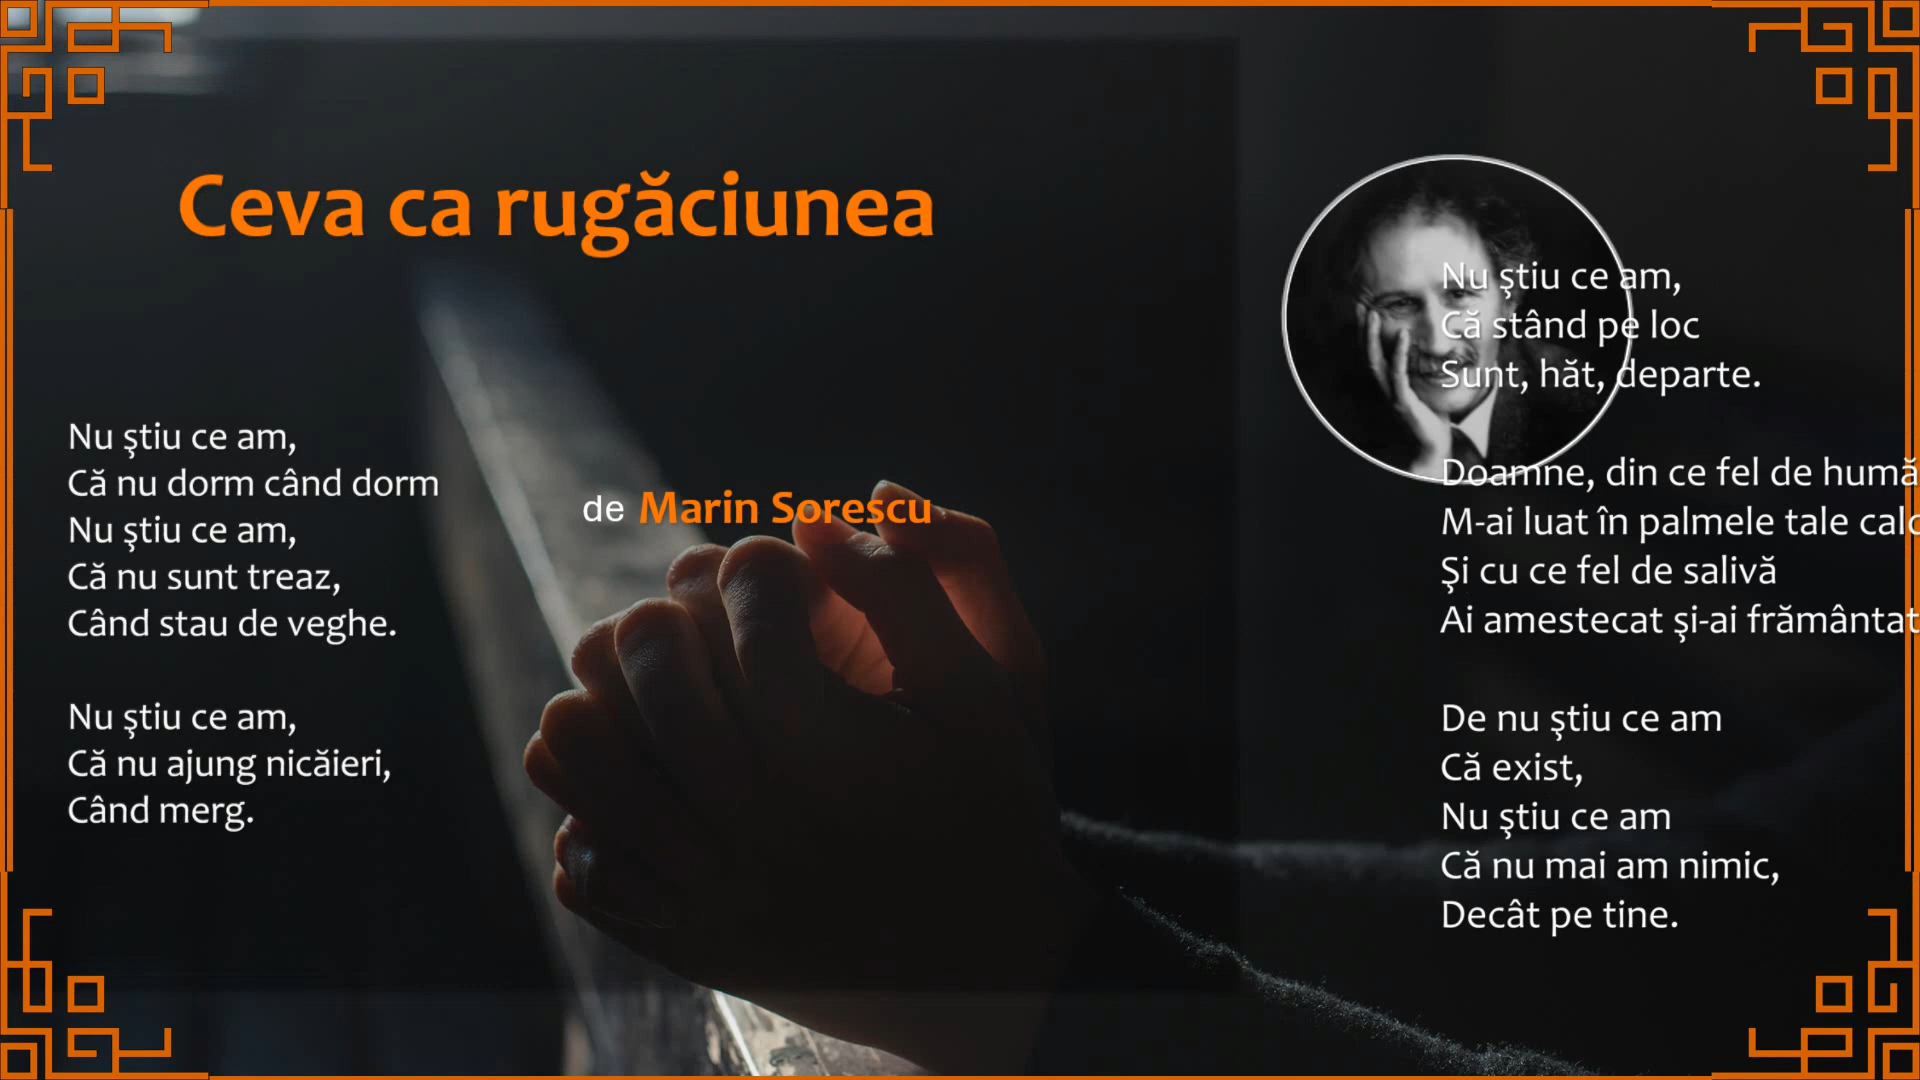 Ceva ca rugăciunea
de Marin Sorescu
Nu ştiu ce am,
Că nu dorm când dorm
Nu ştiu ce am,
Că nu sunt treaz,
Când stau de veghe.
Nu ştiu ce am,
Că nu ajung nicăieri,
Când merg.
Nu ştiu ce am,
Că stând pe loc
Sunt, hăt, departe.
Doamne, din ce fel de humă
M-ai luat în palmele tale
Şi cu ce fel de salivă
Ai amestecat şi-ai frământat
De nu ştiu ce am
Că exist,
Nu ştiu ce am
Că nu mai am nimic,
Decât pe tine.